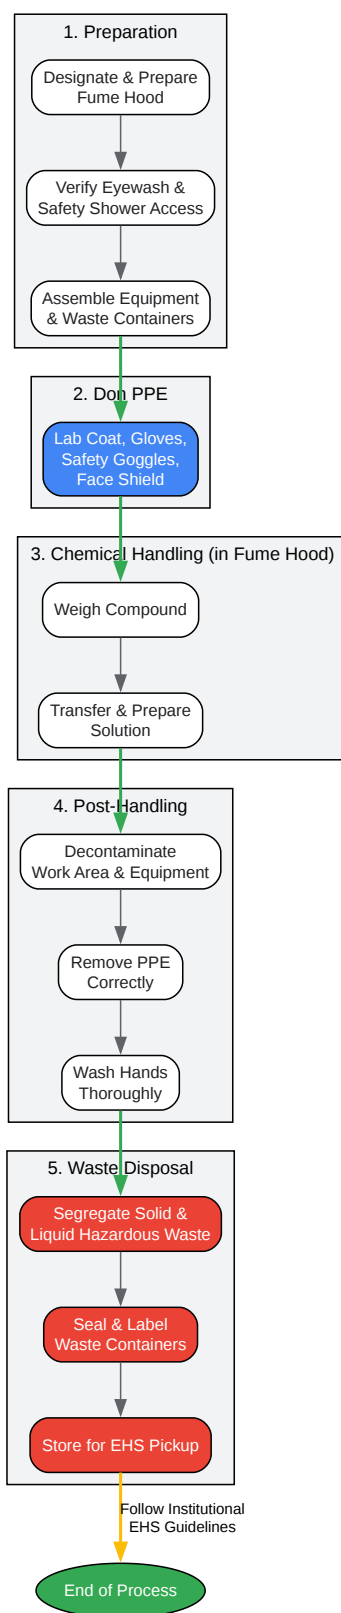 1. Preparation
Designate & Prepare
Fume Hood
Verify Eyewash &
Safety Shower Access
Assemble Equipment
& Waste Containers
2. Don PPE
Lab Coat, Gloves,
Safety Goggles,
Face Shield
3. Chemical Handling (in Fume Hood)
Weigh Compound
Transfer & Prepare
Solution
4. Post-Handling
Decontaminate
Work Area & Equipment
Remove PPE
Correctly
Wash Hands
Thoroughly
5. Waste Disposal
Segregate Solid &
Liquid Hazardous Waste
Seal & Label
Waste Containers
Store for EHS Pickup
Follow Institutional
EHS Guidelines
End of Process